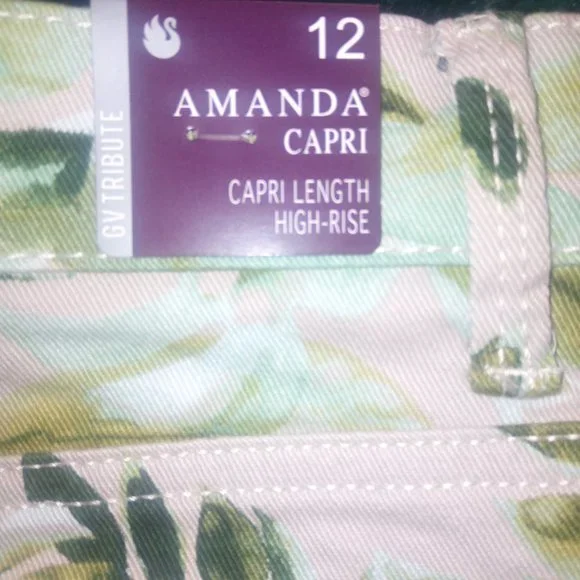 12
AMANDA®
CAPRI
CAPRI LENGTH
HIGH-RISE
GV TRIBUTE